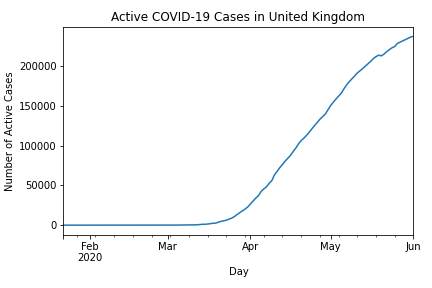 Active COVID-19 Cases in United Kingdom
Number of Active Cases
200000
150000
100000
50000
0
Feb
2020
Mar
Apr
May
Jun
Day